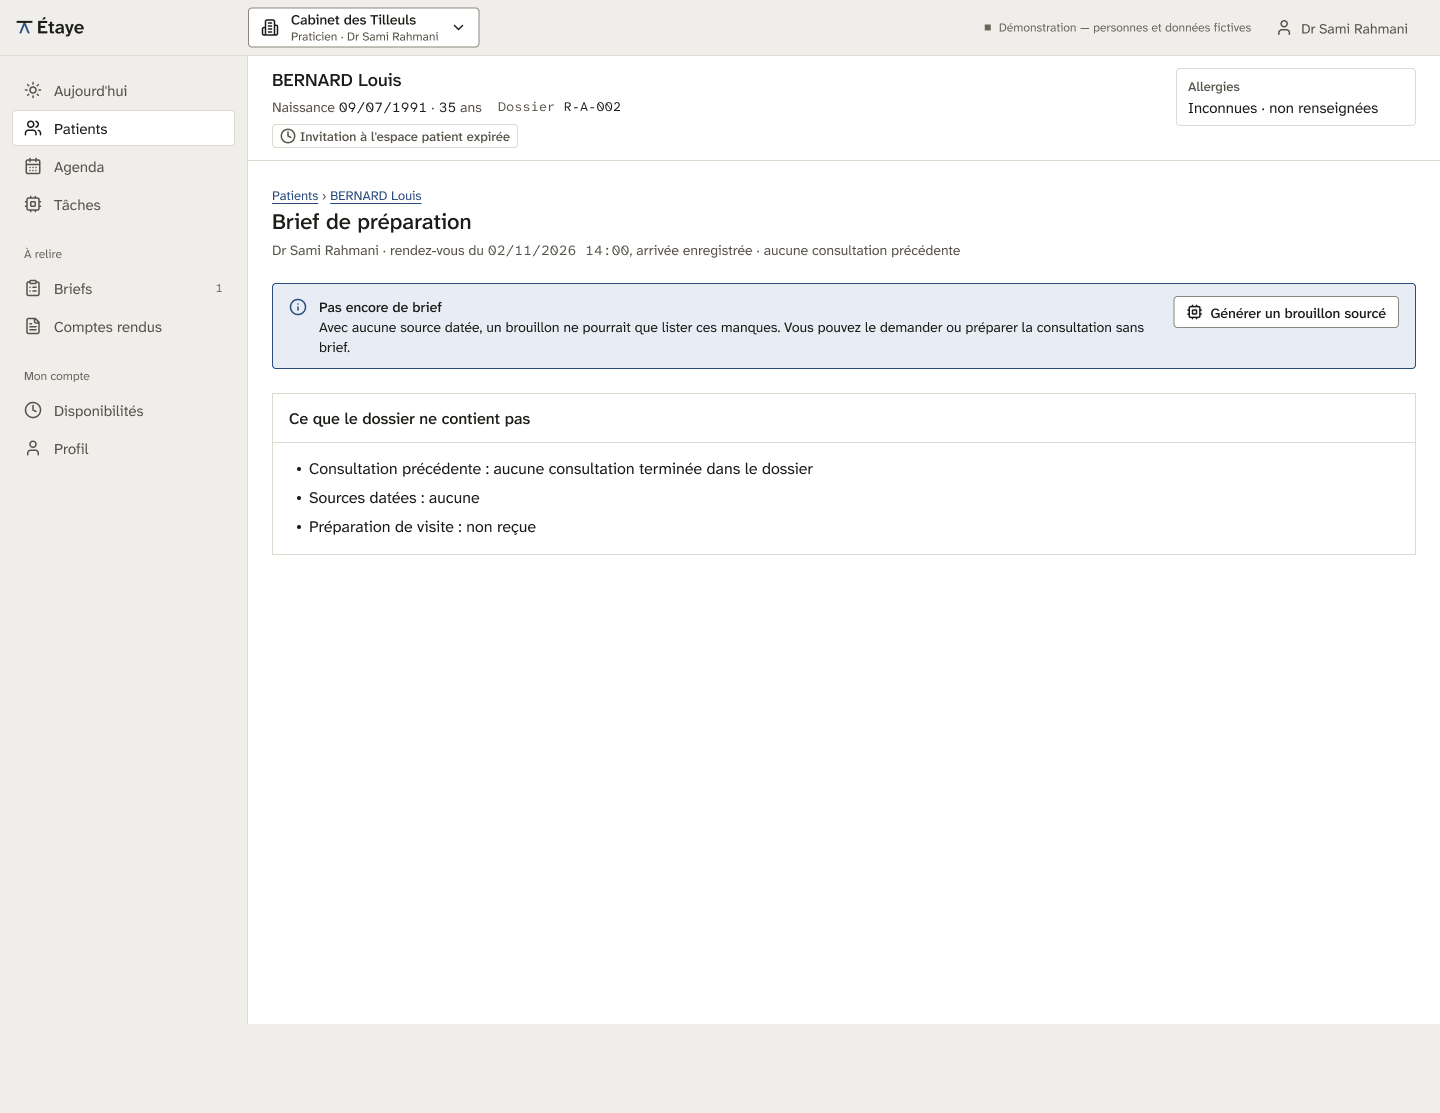 Étaye
Cabinet des Tilleuls
Praticien · Dr Sami Rahmani
Démonstration — personnes et données fictives
Dr Sami Rahmani
Aujourd'hui
Patients
Agenda
Tâches
À relire
Briefs 1
Comptes rendus
Mon compte
Disponibilités
Profil
BERNARD Louis
Naissance 09/07/1991 · 35 ans Dossier R-A-002
Invitation à l'espace patient expirée
Allergies
Inconnues · non renseignées
Patients › BERNARD Louis
Brief de préparation
Dr Sami Rahmani · rendez-vous du 02/11/2026 14:00, arrivée enregistrée · aucune consultation précédente
Pas encore de brief
Avec aucune source datée, un brouillon ne pourrait que lister ces manques. Vous pouvez le demander ou préparer la consultation sans
brief.
Générer un brouillon sourcé
Ce que le dossier ne contient pas
• Consultation précédente : aucune consultation terminée dans le dossier
• Sources datées : aucune
• Préparation de visite : non reçue